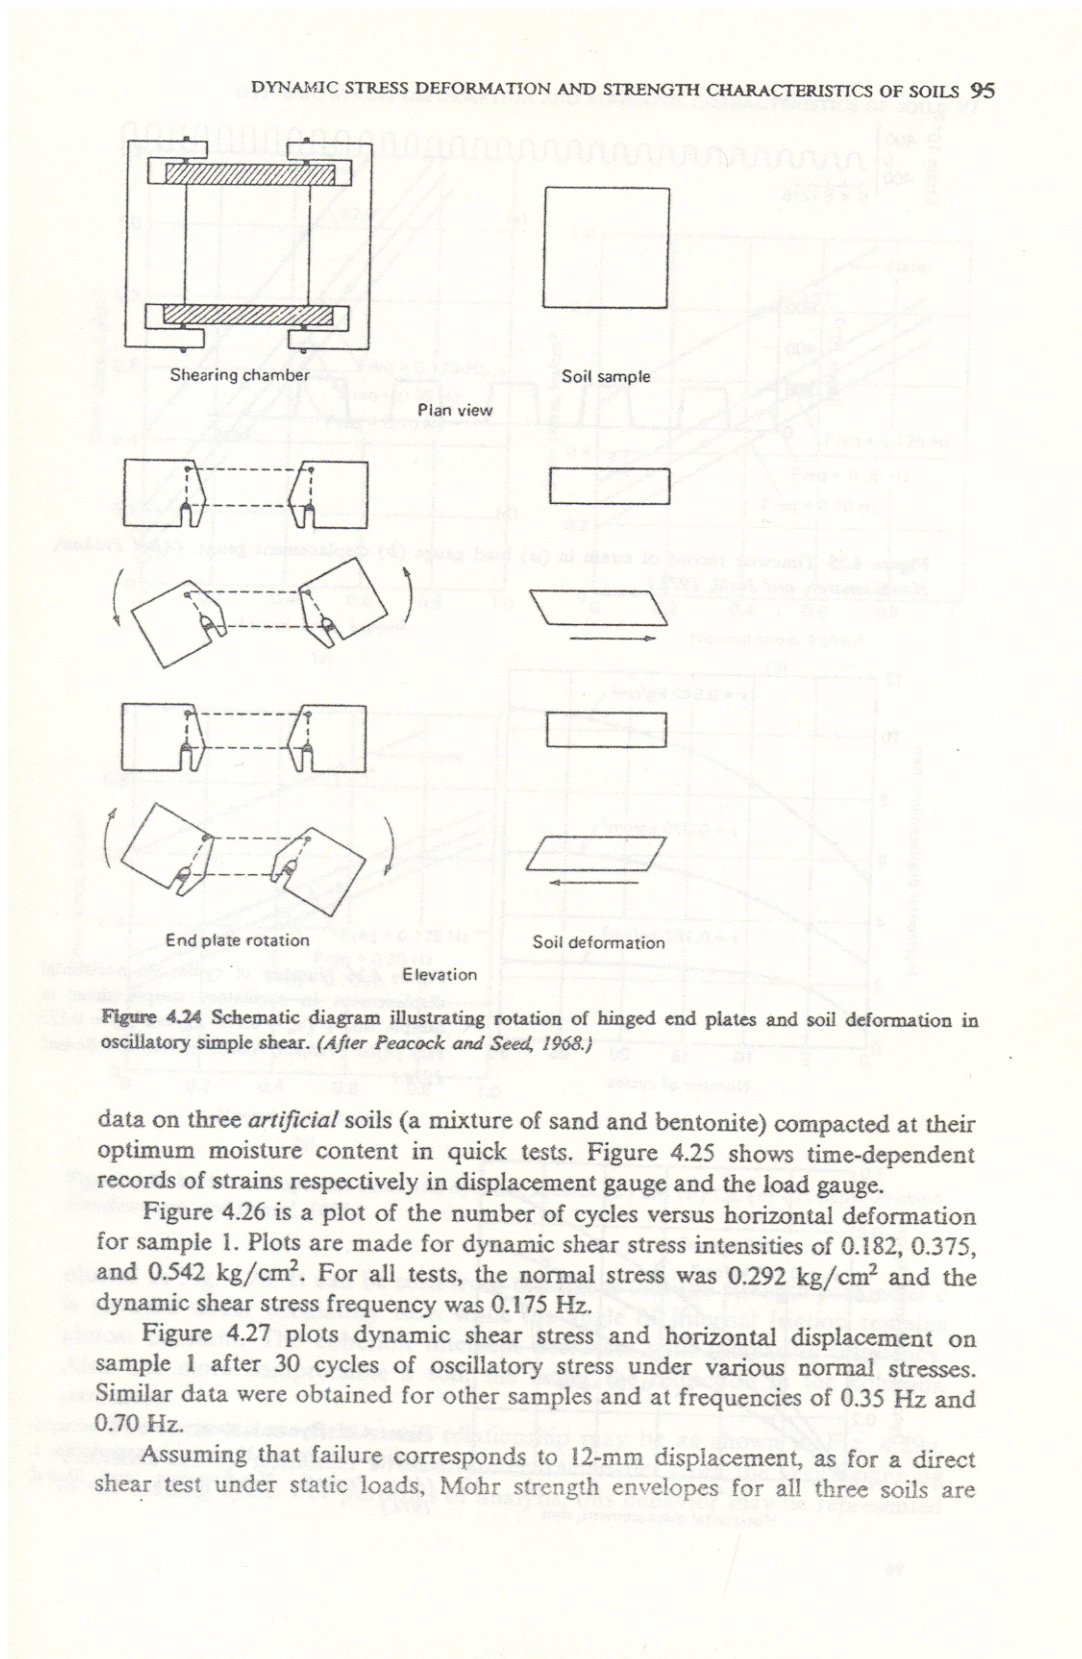 DYNAMIC STRESS DEFORMATION AND STRENGTH CHARACTERISTICS OF SOILS 95
Shearing chamber
Soil sample
Plan view
End plate rotation
Soil deformation
Elevation
Figure 4.24 Schematic diagram illustrating rotation of hinged end plates and soil deformation in
oscillatory simple shear. (After Peacock and Seed, 1968.)
data on three artificial soils (a mixture of sand and bentonite) compacted at their
optimum moisture content in quick tests. Figure 4.25 shows time-dependent
records of strains respectively in displacement gauge and the load gauge.
Figure 4.26 is a plot of the number of cycles versus horizontal deformation
for sample 1. Plots are made for dynamic shear stress intensities of 0.182, 0.375,
and 0.542 kg/cm². For all tests, the normal stress was 0.292 kg/cm² and the
dynamic shear stress frequency was 0.175 Hz.
Figure 4.27 plots dynamic shear stress and horizontal displacement on
sample 1 after 30 cycles of oscillatory stress under various normal stresses.
Similar data were obtained for other samples and at frequencies of 0.35 Hz and
0.70 Hz.
Assuming that failure corresponds to 12-mm displacement, as for a direct
shear test under static loads, Mohr strength envelopes for all three soils are